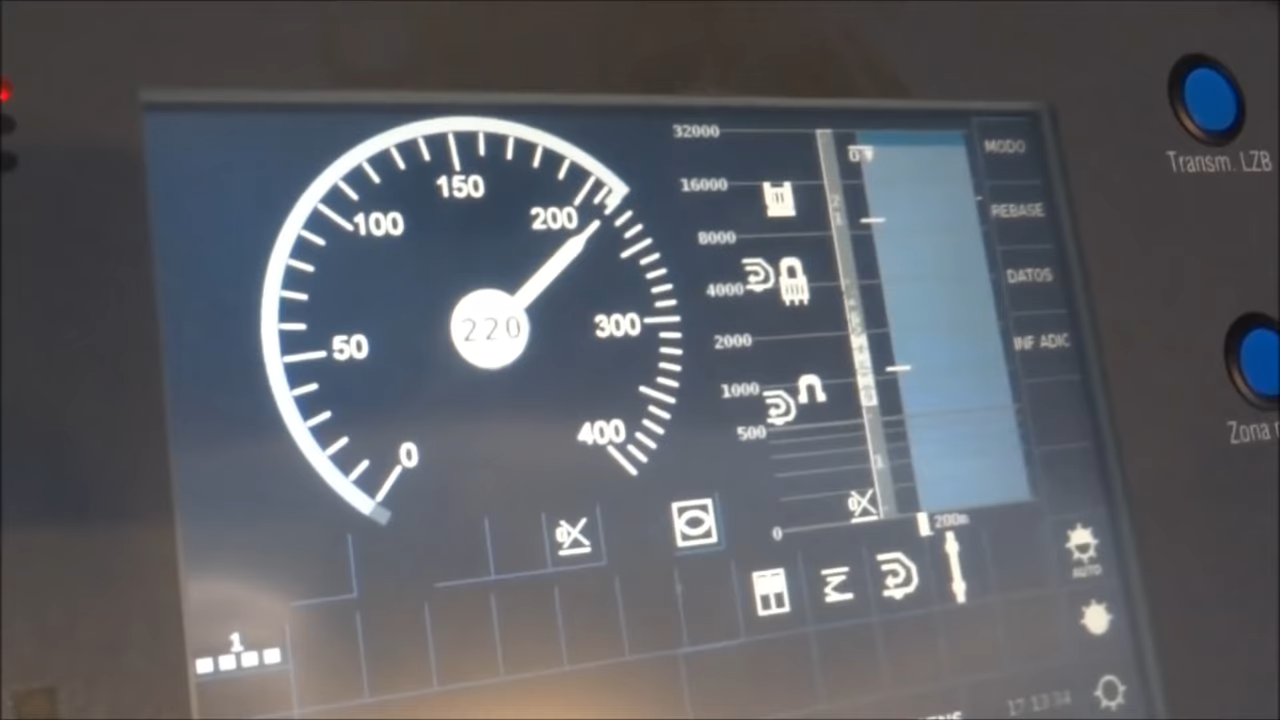 150
100
200
50
220
300
0
400
32000
16000
8000
4000
2000
1000
500
0
200m
1
MODO
REBASE
DATOS
INF ADIC
AUTO
17:13:34
Transm. LZB
Zona